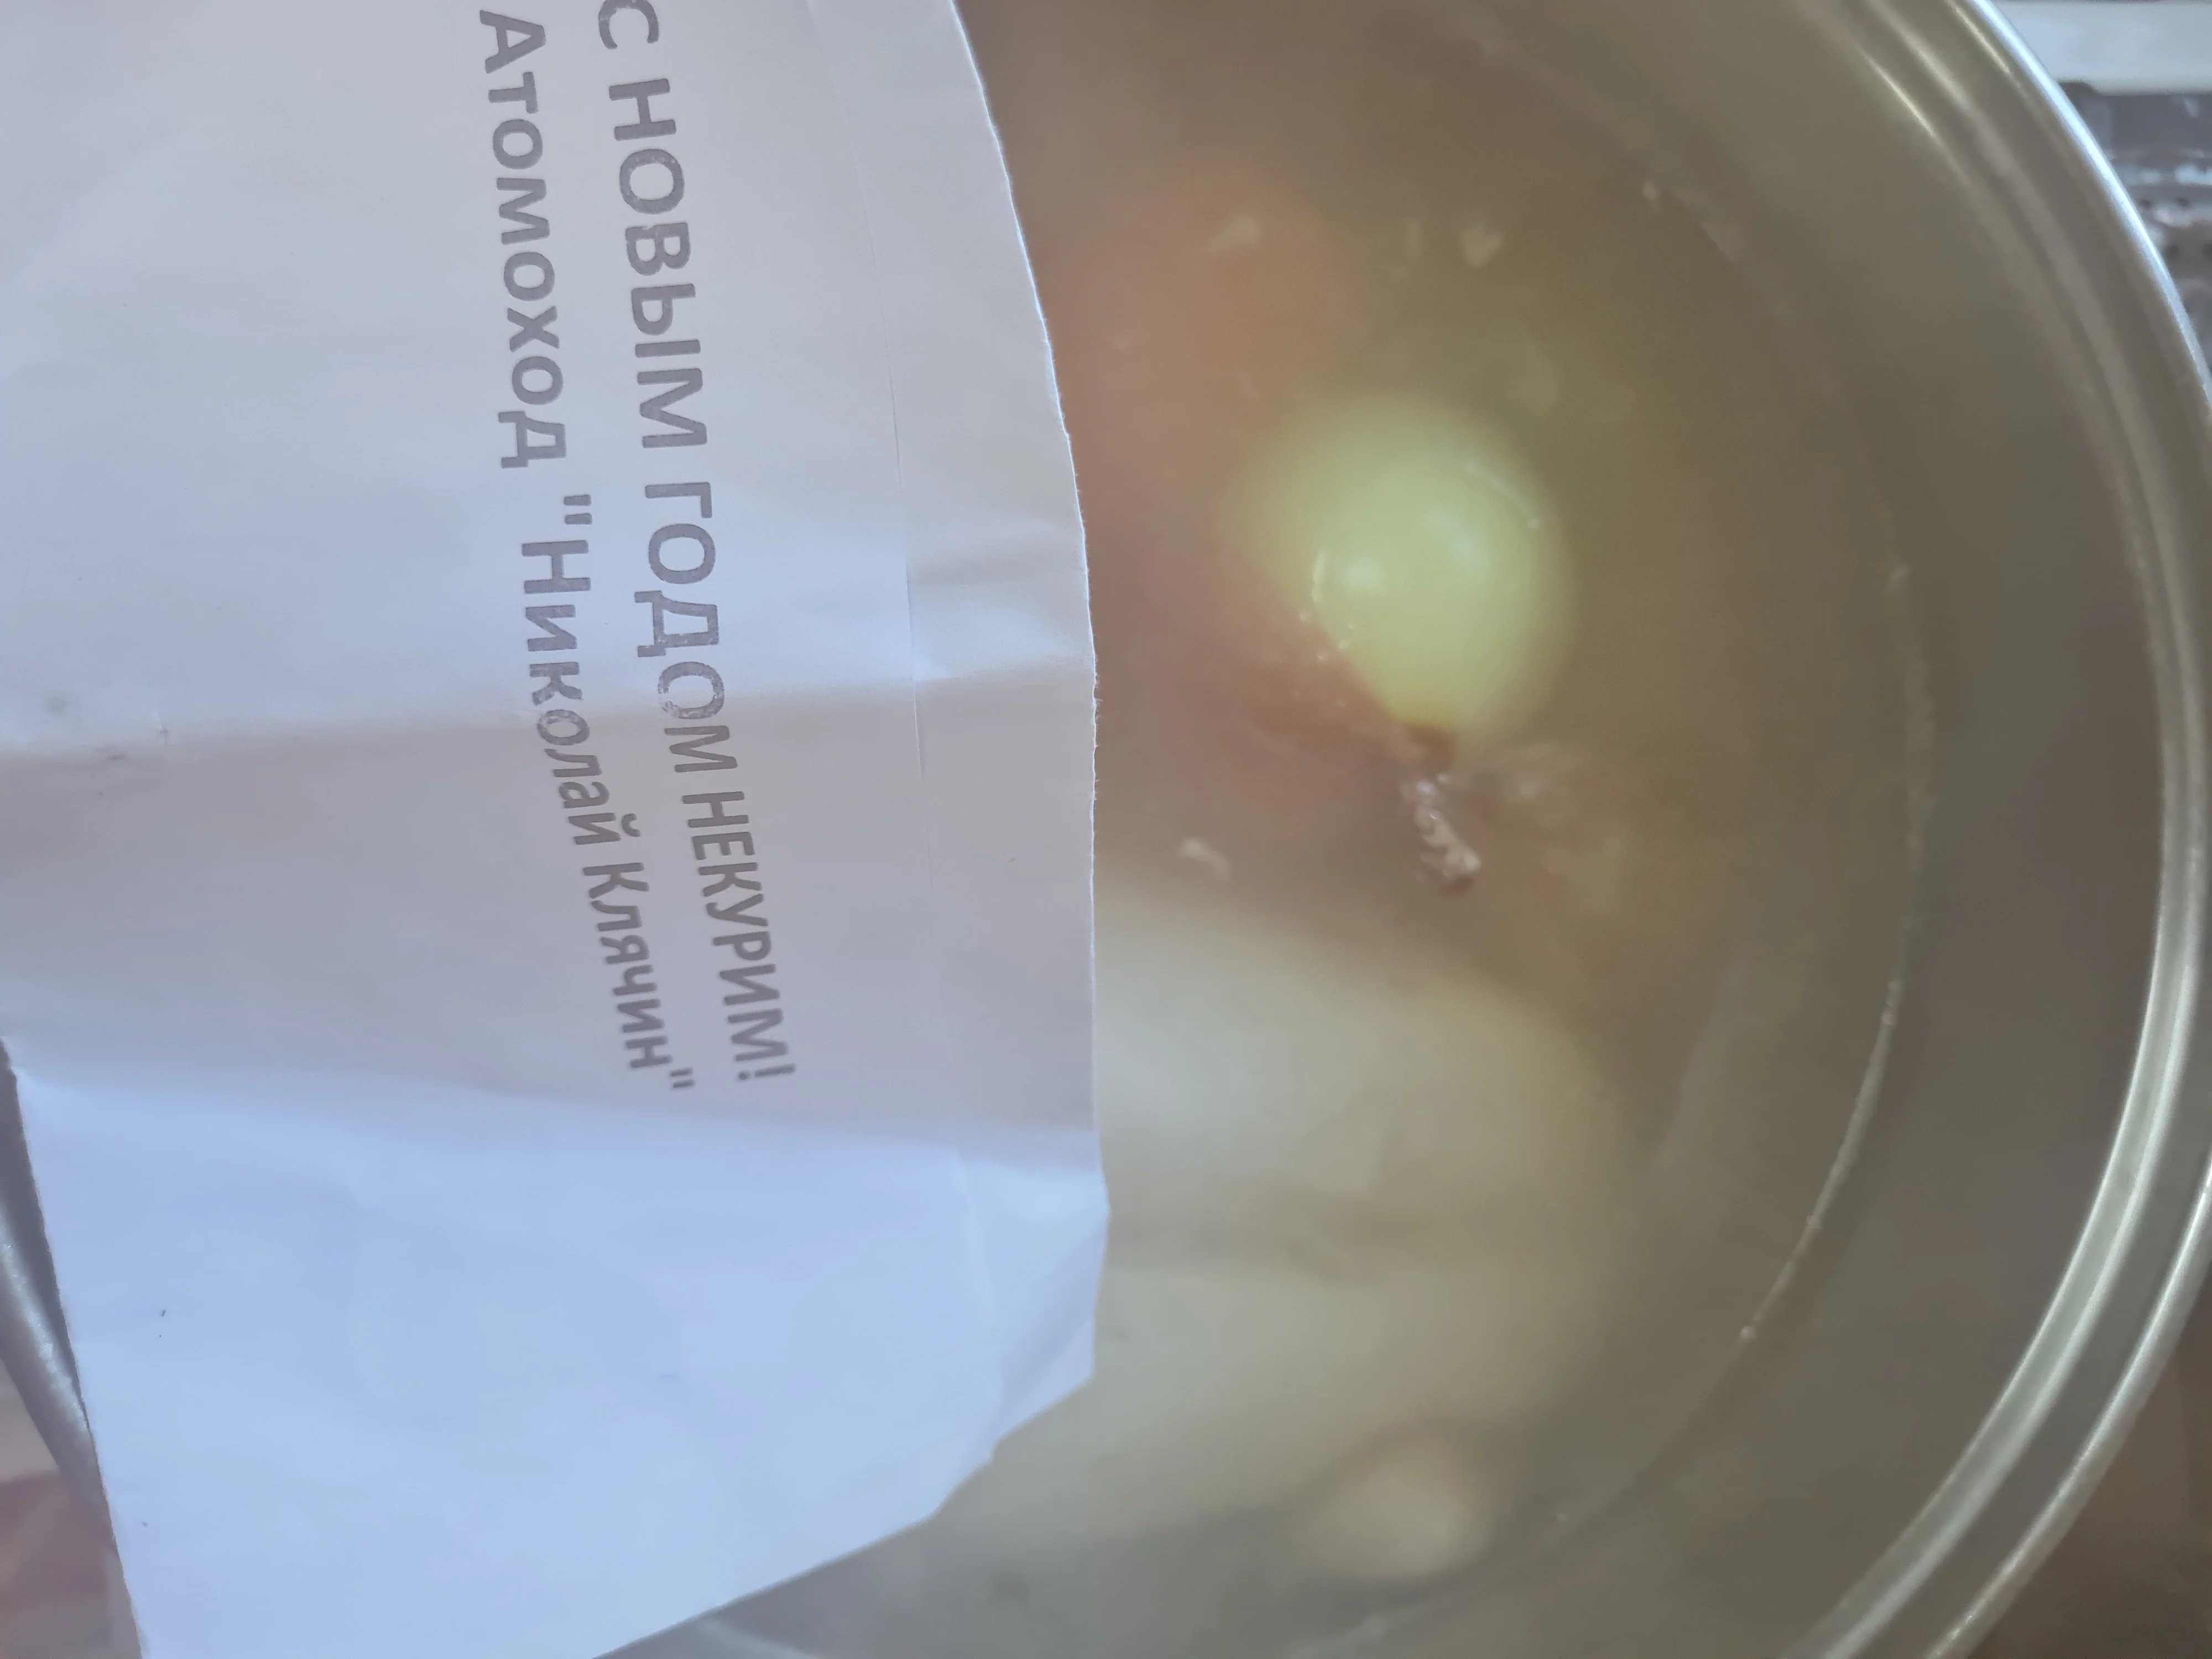 С НОВЫМ ГОДОМ НЕКУРИМ!
Атомоход "Николай Клячин"